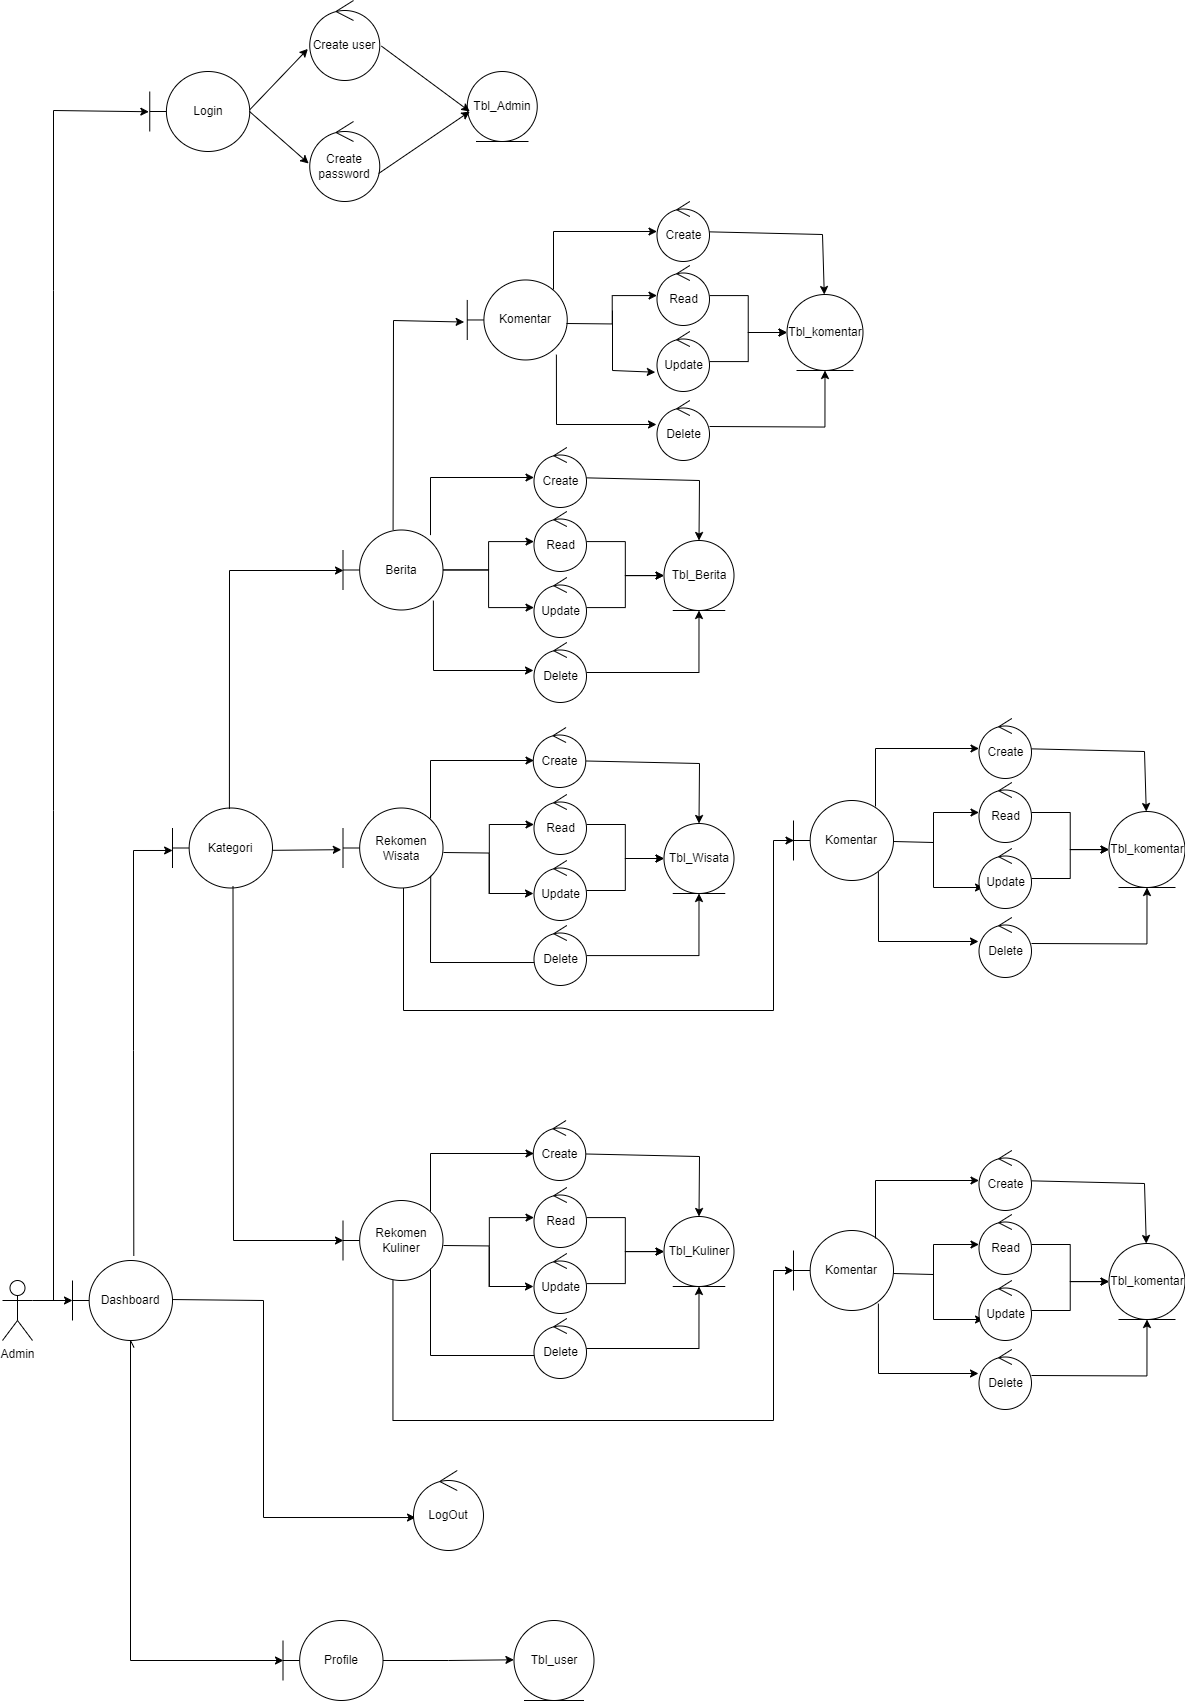 Create user
Login
Tbl_Admin
Create
password
Create
Komentar
Read
Tbl_komentar
Update
Delete
Create
Berita
Read
Tbl_Berita
Update
Delete
Kategori
Rekomen
Wisata
Create
Read
Tbl_Wisata
Update
Delete
Komentar
Create
Read
Tbl_komentar
Update
Delete
Rekomen
Kuliner
Create
Read
Tbl_Kuliner
Update
Delete
Komentar
Create
Read
Tbl_komentar
Update
Delete
Admin
Dashboard
LogOut
Profile
Tbl_user